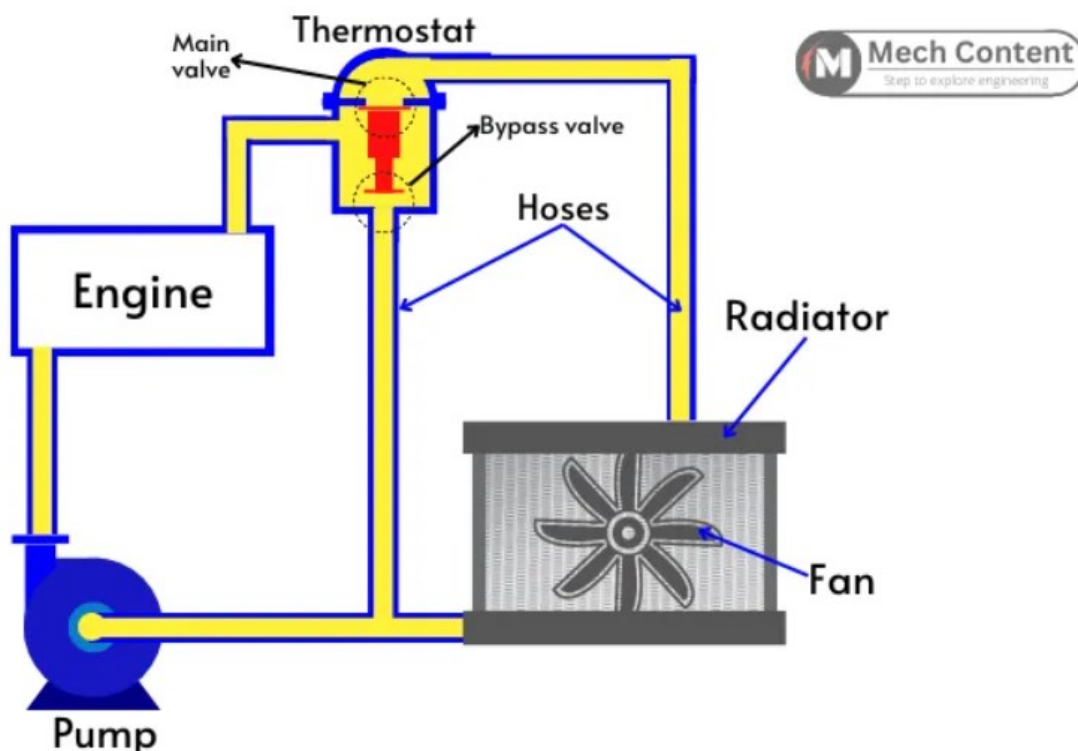 Thermostat
Main
valve
M
Mech Content
Step to explore engineering
Bypass valve
Hoses
Engine
Radiator
Fan
Pump